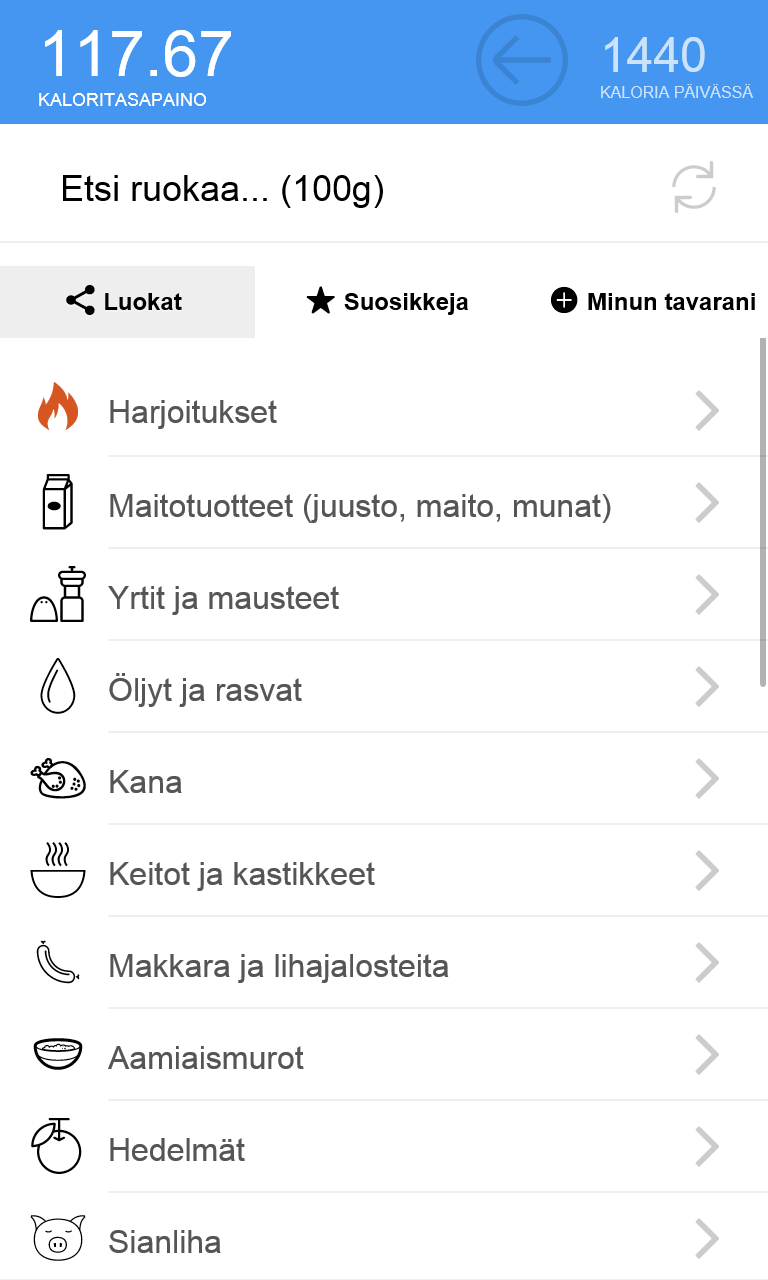 117.67
KALORITASAPAINO
1440
KALORIA PÄIVÄSSÄ
Etsi ruokaa... (100g)
Luokat
Suosikkeja
Minun tavarani
Harjoitukset
Maitotuotteet (juusto, maito, munat)
Yrtit ja mausteet
Öljyt ja rasvat
Kana
Keitot ja kastikkeet
Makkara ja lihajalosteita
Aamiaismurot
Hedelmät
Sianliha